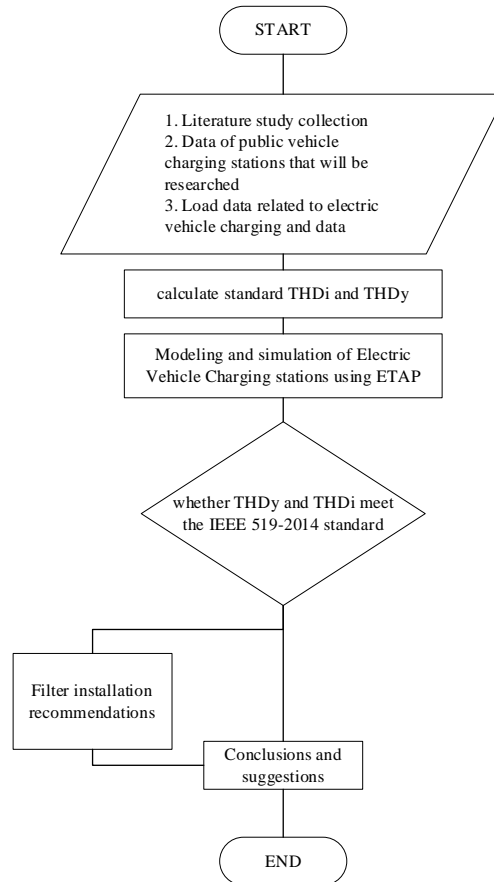 START
1. Literature study collection
2. Data of public vehicle
charging stations that will be
researched
3. Load data related to electric
vehicle charging and data
calculate standard THDi and THDy
Modeling and simulation of Electric
Vehicle Charging stations using ETAP
whether THDy and THDi meet
the IEEE 519-2014 standard
Filter installation
recommendations
Conclusions and
suggestions
END